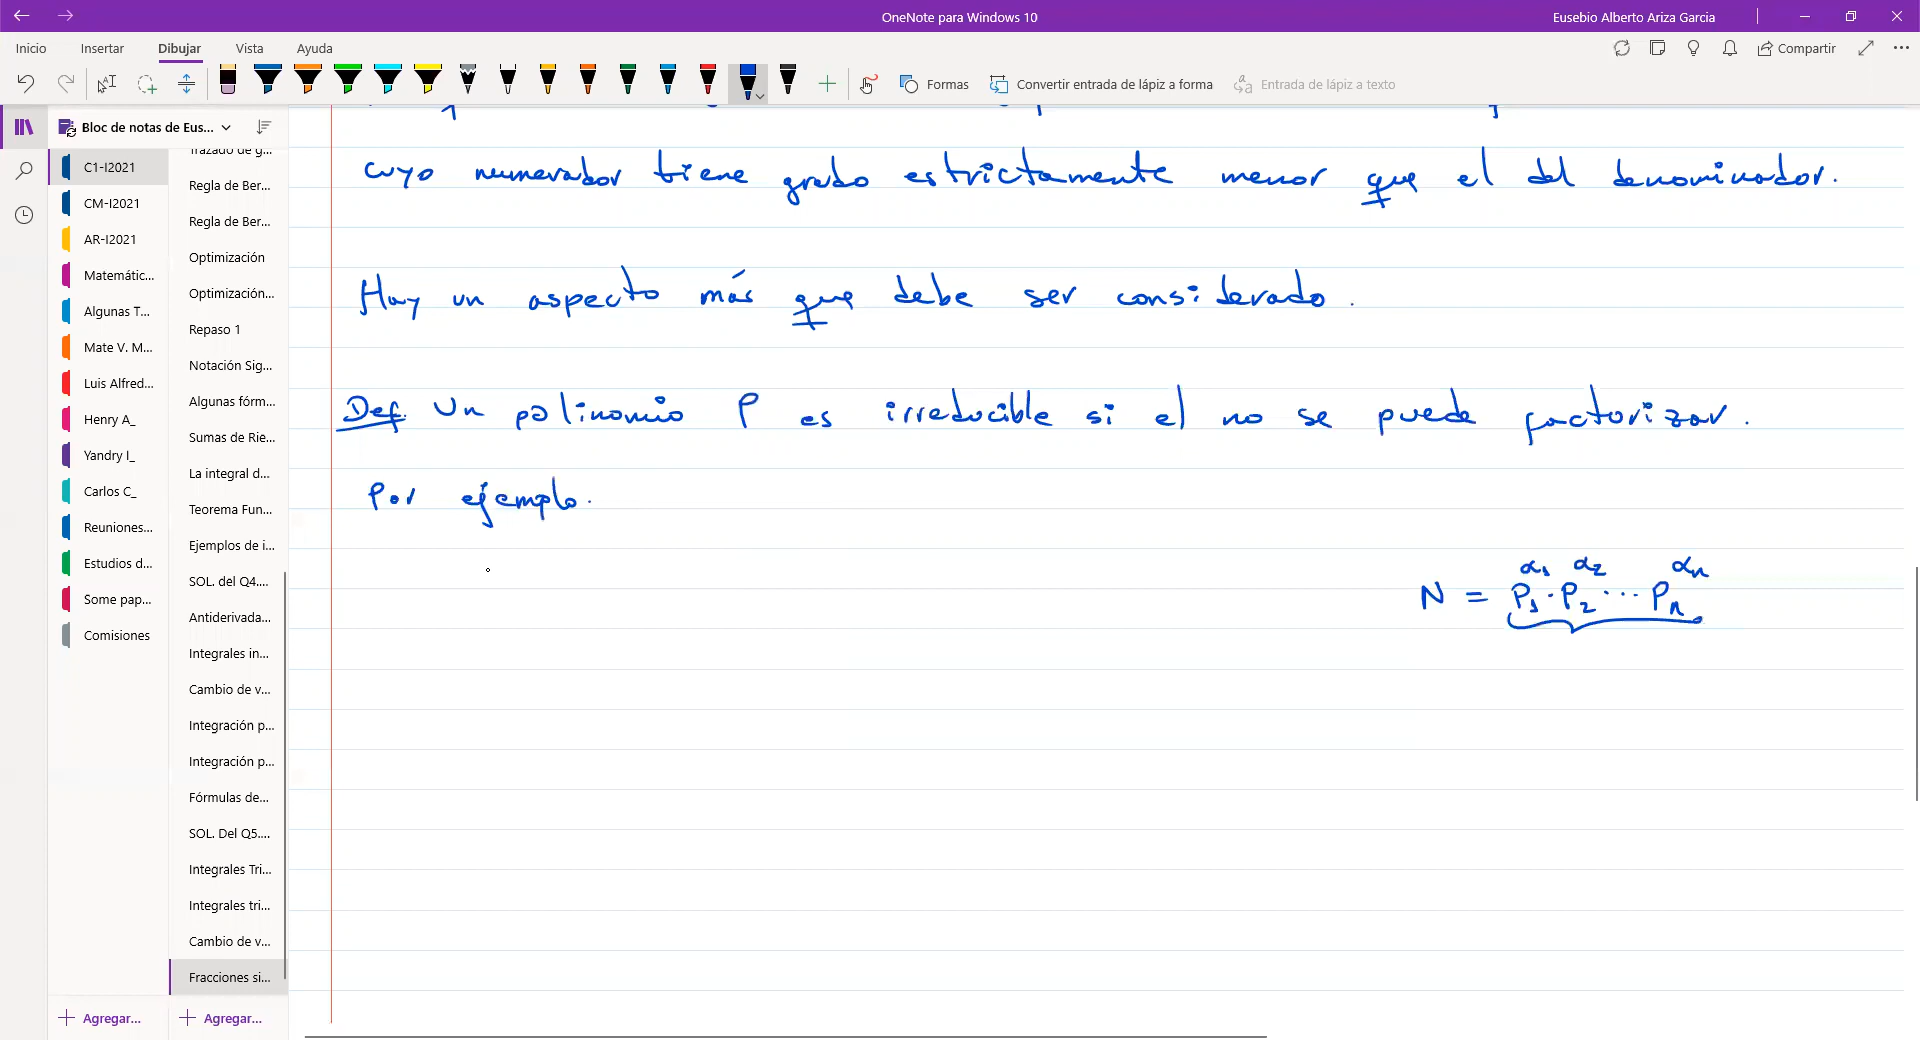 OneNote para Windows 10
Eusebio Alberto Ariza Garcia
Inicio
Insertar
Dibujar
Vista
Ayuda
Compartir
Formas
Convertir entrada de lápiz a forma
Entrada de lápiz a texto
Bloc de notas de Eus...
C1-I2021
CM-I2021
AR-I2021
Matemátic...
Algunas T...
Mate V. M...
Luis Alfred...
Henry A_
Yandry I_
Carlos C_
Reuniones...
Estudios d...
Some pap...
Comisiones
Agregar...
Trazado de g...
Regla de Ber...
Regla de Ber...
Optimización
Optimización...
Repaso 1
Notación Sig...
Algunas fórm...
Sumas de Rie...
La integral d...
Teorema Fun...
Ejemplos de i...
SOL. del Q4....
Antiderivada...
Integrales in...
Cambio de v...
Integración p...
Integración p...
Fórmulas de...
SOL. Del Q5....
Integrales Tri...
Integrales tri...
Cambio de v...
Fracciones si...
Agregar...
cuyo numerador tiene grado estrictamente menor que el del denominador.
Hay un aspecto más que debe ser considerado.
Def. Un polinomio P es irreducible si el no se puede factorizar.
Por ejemplo.
N = P₁^α₁ · P₂^α₂ ··· Pₙ^αₙ